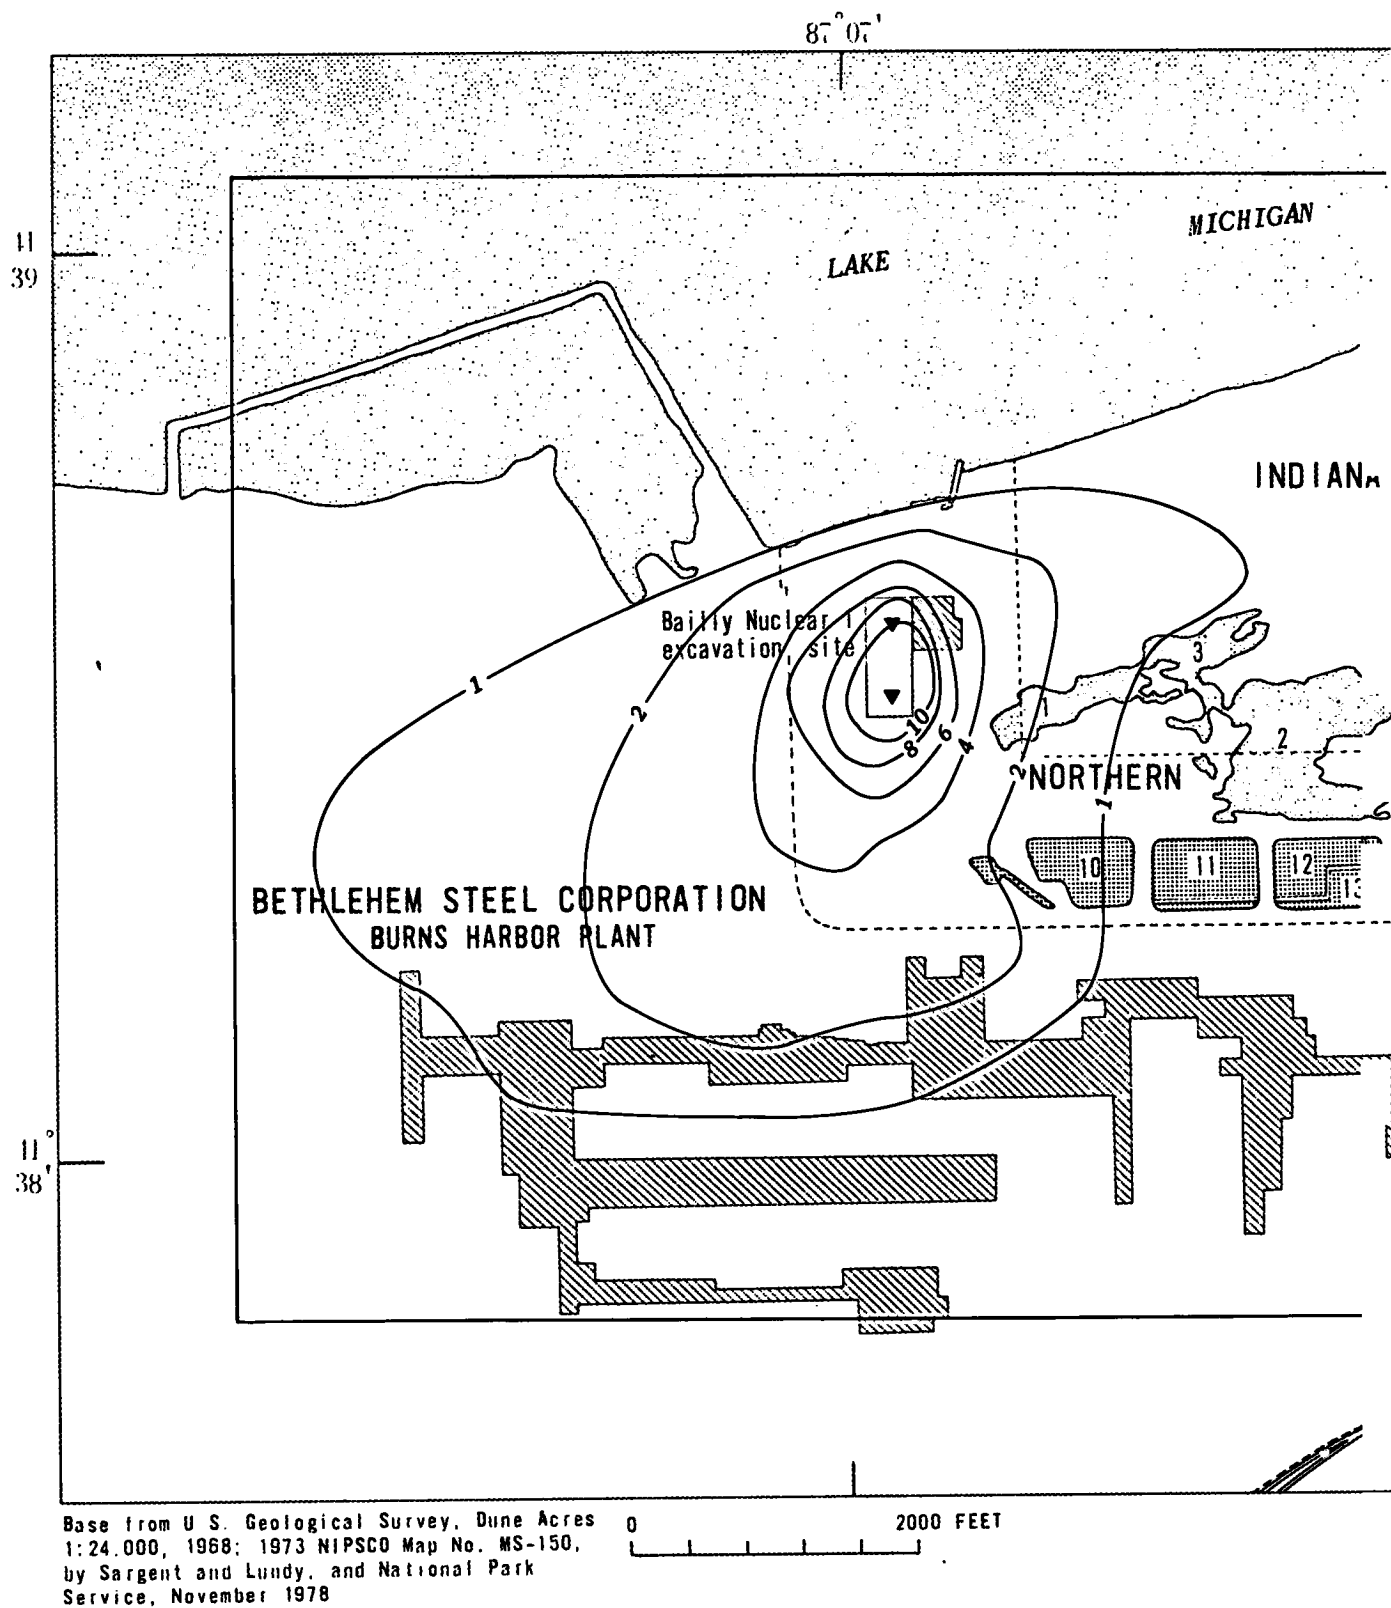 87°07'
MICHIGAN
LAKE
39
INDIANA
Bailly Nuclear 1
excavation site
3
1
2
1
2
10
8
6
4
2
NORTHERN
1
10
11
12
13
BETHLEHEM STEEL CORPORATION
BURNS HARBOR PLANT
38'
Base from U S. Geological Survey, Dune Acres
1:24.000, 1968; 1973 NIPSCO Map No. MS-150,
by Sargent and Lundy, and National Park
Service, November 1978
0 2000 FEET